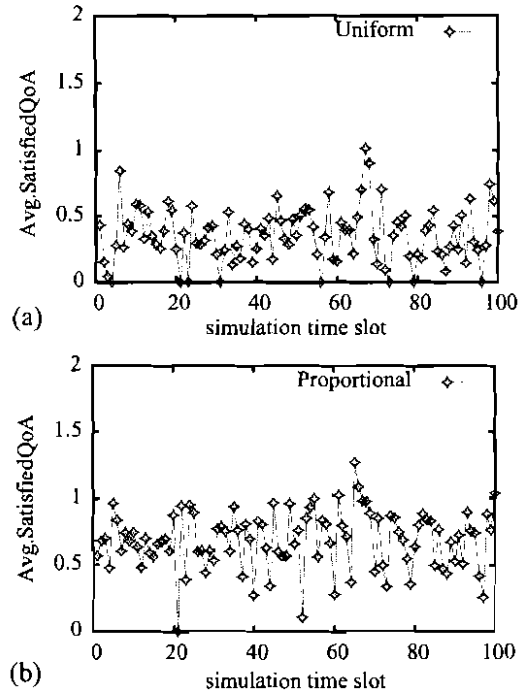 2
Uniform
1.5
1
0.5
0
Avg.SatisfiedQoA
0 20 40 60 80 100
simulation time slot
(a)
2
Proportional
1.5
1
0.5
0
Avg.SatisfiedQoA
0 20 40 60 80 100
simulation time slot
(b)